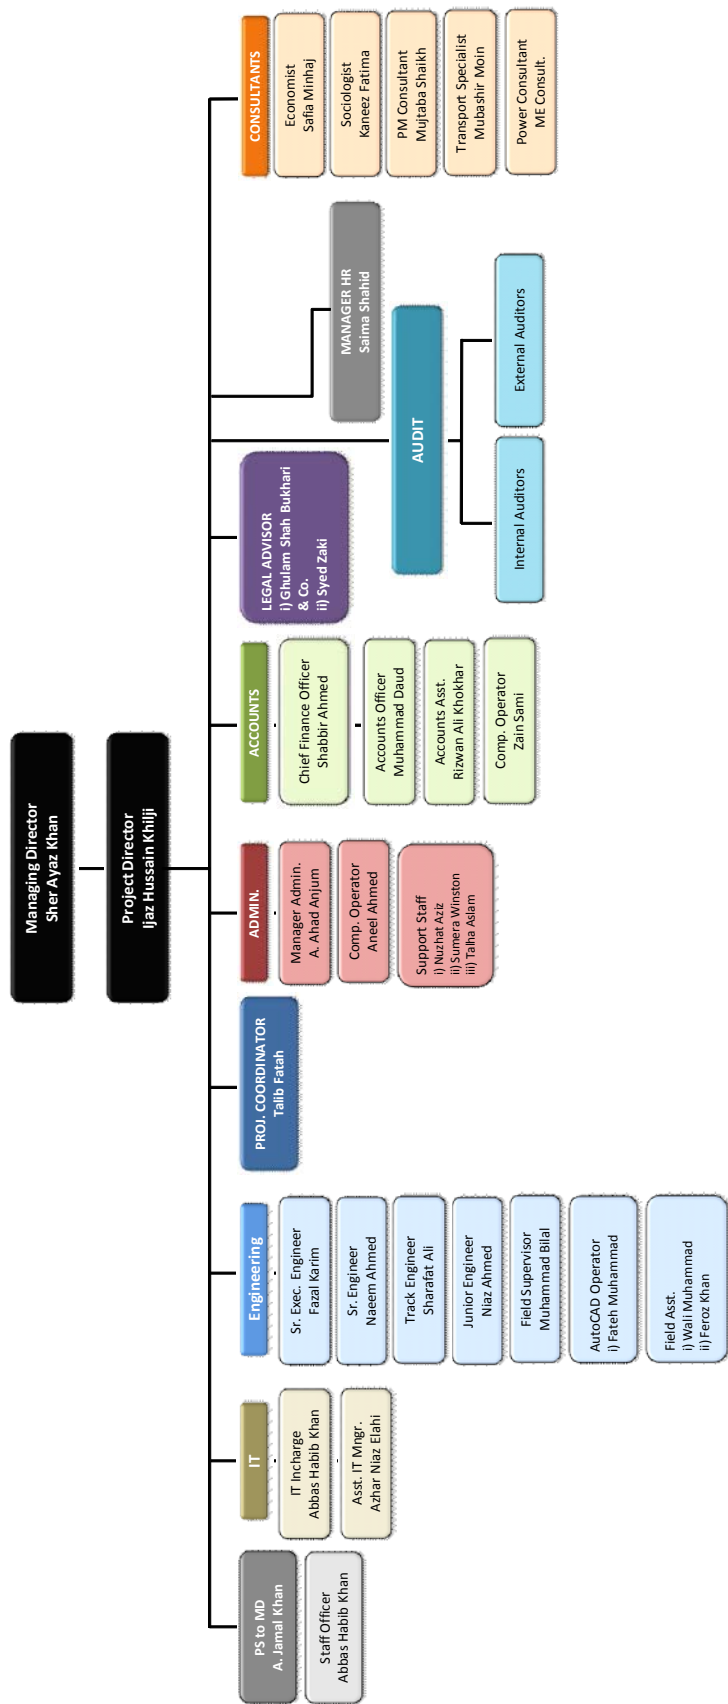 Managing Director
Sher Ayaz Khan
Project Director
Ijaz Hussain Khilji
PS to MD
A. Jamal Khan
Staff Officer
Abbas Habib Khan
IT
IT Incharge
Abbas Habib Khan
Asst. IT Mngr.
Azhar Niaz Elahi
Engineering
Sr. Exec. Engineer
Fazal Karim
Sr. Engineer
Naeem Ahmed
Track Engineer
Sharafat Ali
Junior Engineer
Niaz Ahmed
Field Supervisor
Muhammad Bilal
AutoCAD Operator
i) Fateh Muhammad
Field Asst.
i) Wali Muhammad
ii) Feroz Khan
PROJ. COORDINATOR
Talib Fatah
ADMIN.
Manager Admin.
A. Ahad Anjum
Comp. Operator
Aneel Ahmed
Support Staff
i) Nuzhat Aziz
ii) Sumera Winston
iii) Talha Aslam
ACCOUNTS
Chief Finance Officer
Shabbir Ahmed
Accounts Officer
Muhammad Daud
Accounts Asst.
Rizwan Ali Khokhar
Comp. Operator
Zain Sami
LEGAL ADVISOR
i) Ghulam Shah Bukhari
& Co.
ii) Syed Zaki
AUDIT
Internal Auditors
External Auditors
MANAGER HR
Saima Shahid
CONSULTANTS
Economist
Safia Minhaj
Sociologist
Kaneez Fatima
PM Consultant
Mujtaba Shaikh
Transport Specialist
Mubashir Moin
Power Consultant
ME Consult.